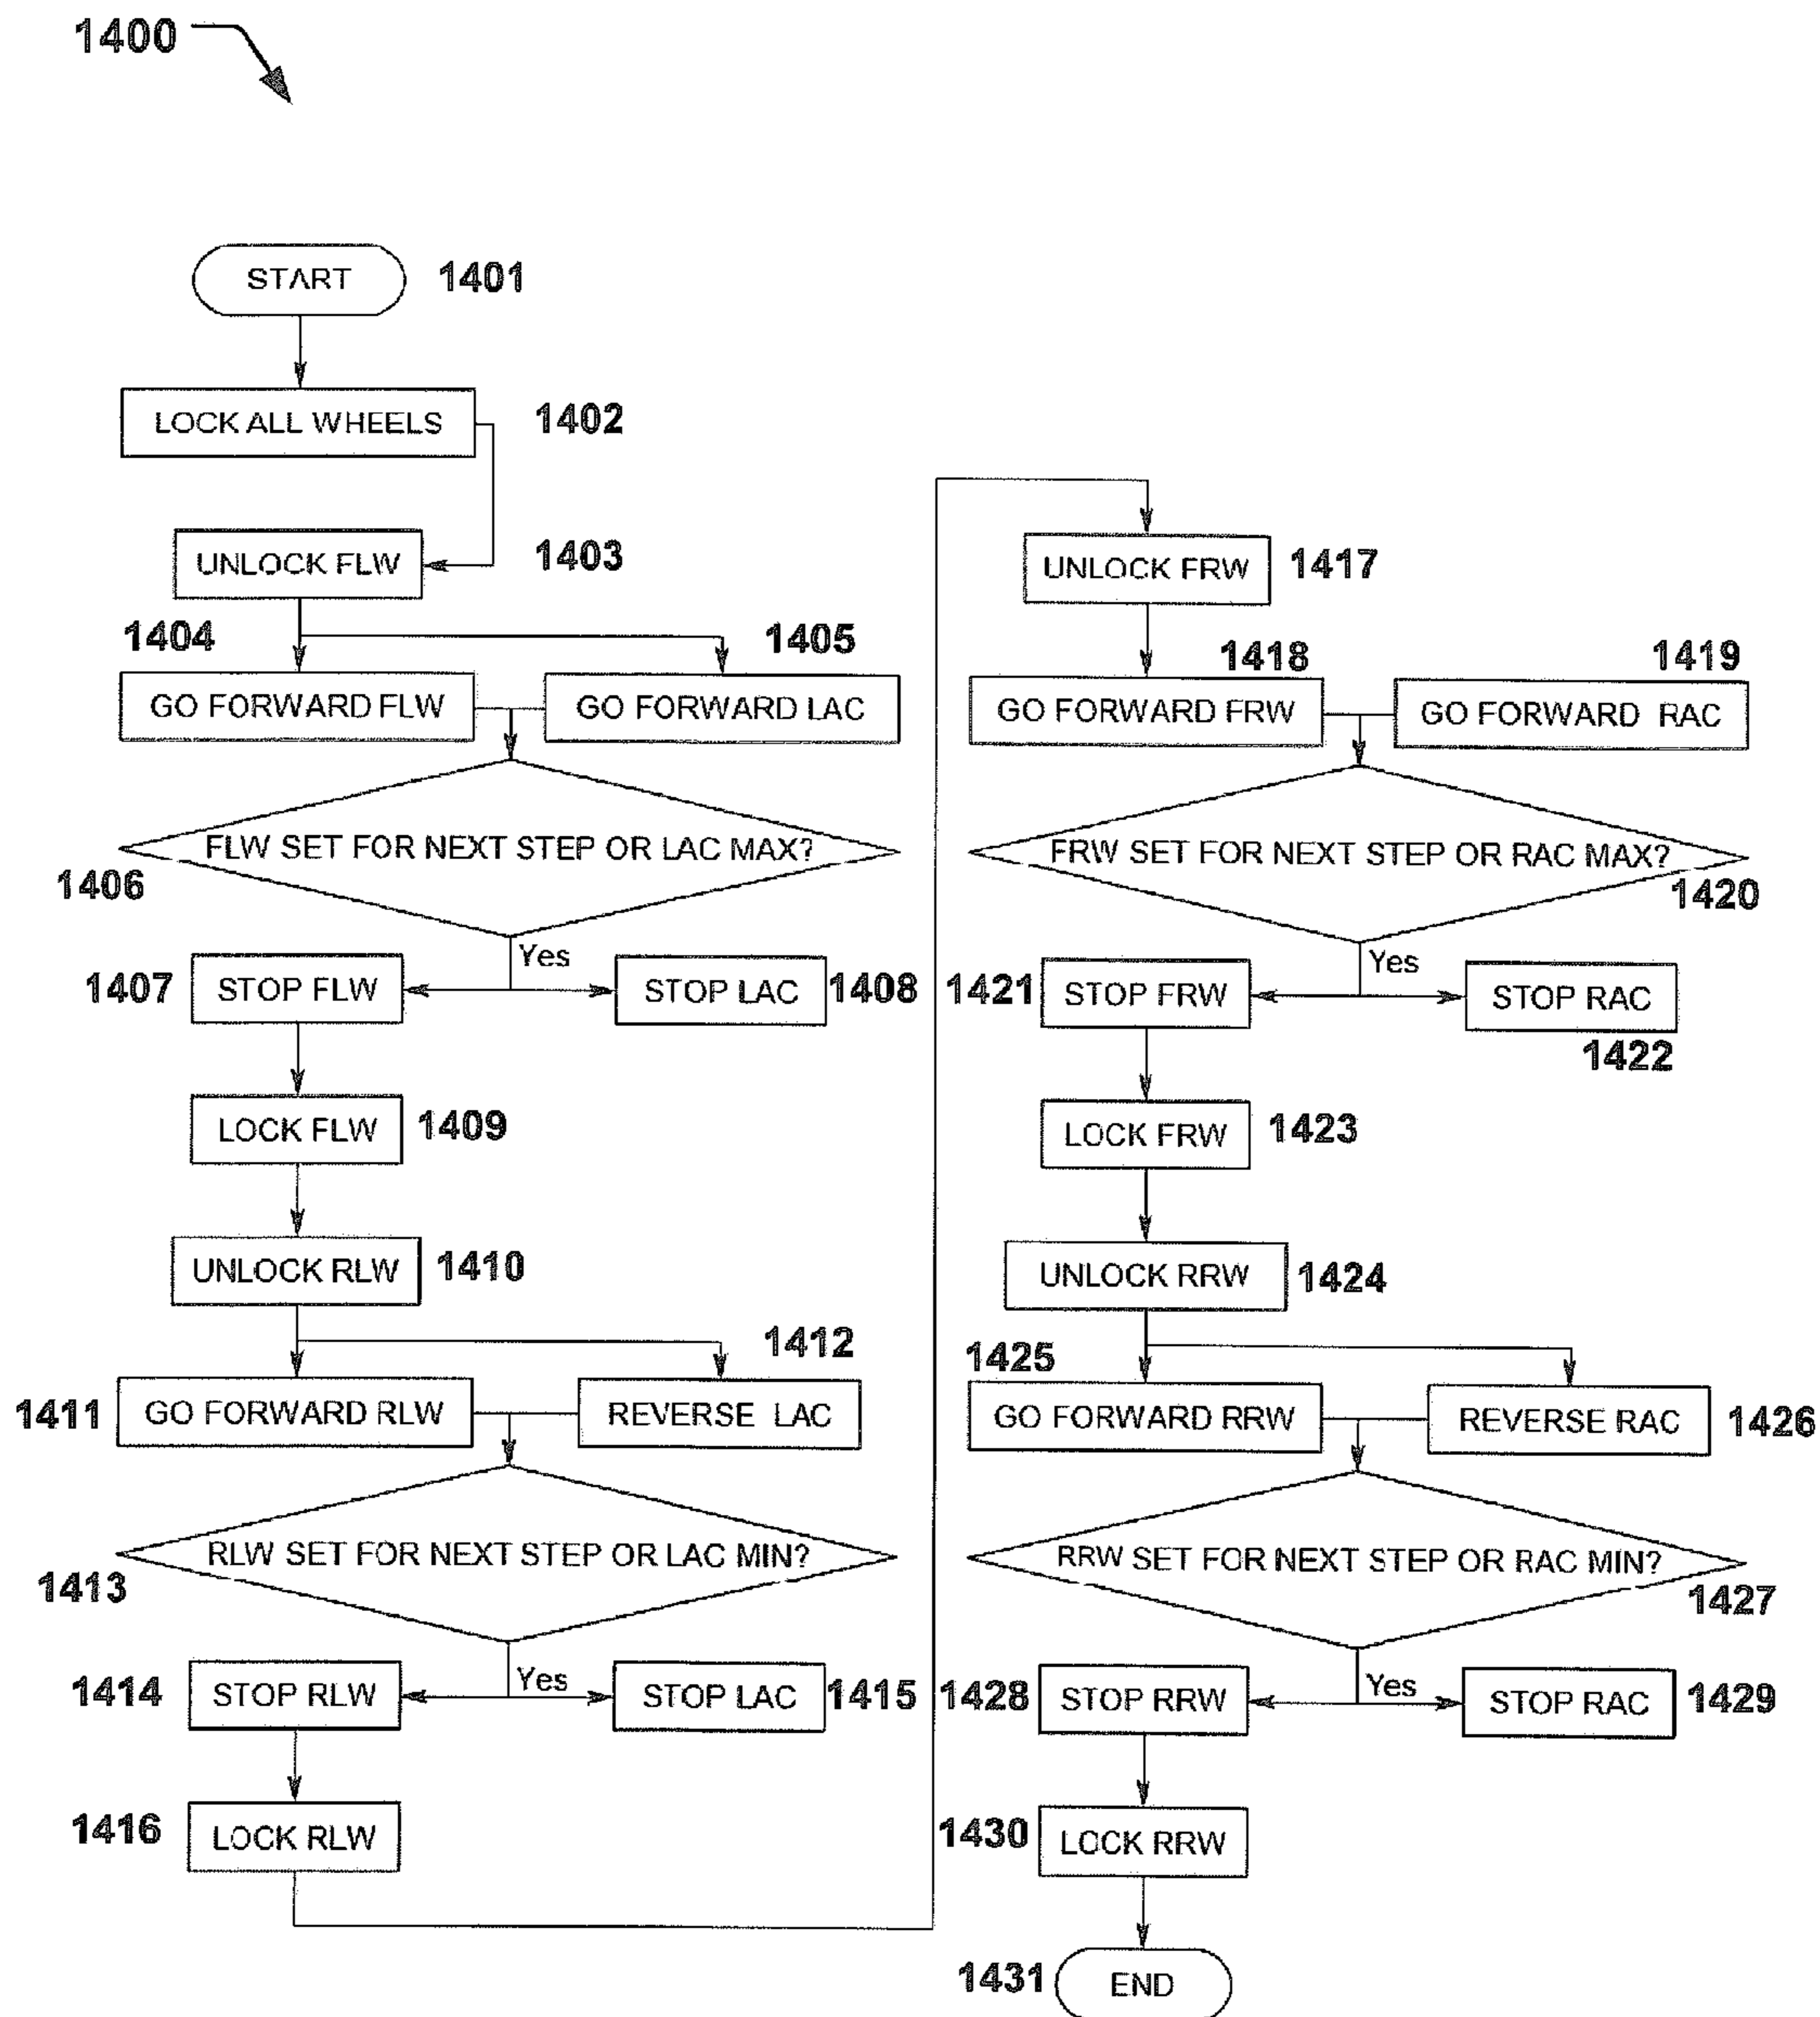 1400
START 1401
LOCK ALL WHEELS 1402
UNLOCK FLW 1403
1404 1405
GO FORWARD FLW GO FORWARD LAC
FLW SET FOR NEXT STEP OR LAC MAX?
1406
Yes
1407 STOP FLW STOP LAC 1408
LOCK FLW 1409
UNLOCK RLW 1410
1412
1411 GO FORWARD RLW REVERSE LAC
RLW SET FOR NEXT STEP OR LAC MIN?
1413
Yes
1414 STOP RLW STOP LAC 1415
1416 LOCK RLW
UNLOCK FRW 1417
1418 1419
GO FORWARD FRW GO FORWARD RAC
FRW SET FOR NEXT STEP OR RAC MAX?
1420
Yes
1421 STOP FRW STOP RAC
1422
LOCK FRW 1423
UNLOCK RRW 1424
1425
GO FORWARD RRW REVERSE RAC 1426
RRW SET FOR NEXT STEP OR RAC MIN?
1427
Yes
1428 STOP RRW STOP RAC 1429
1430 LOCK RRW
1431 END